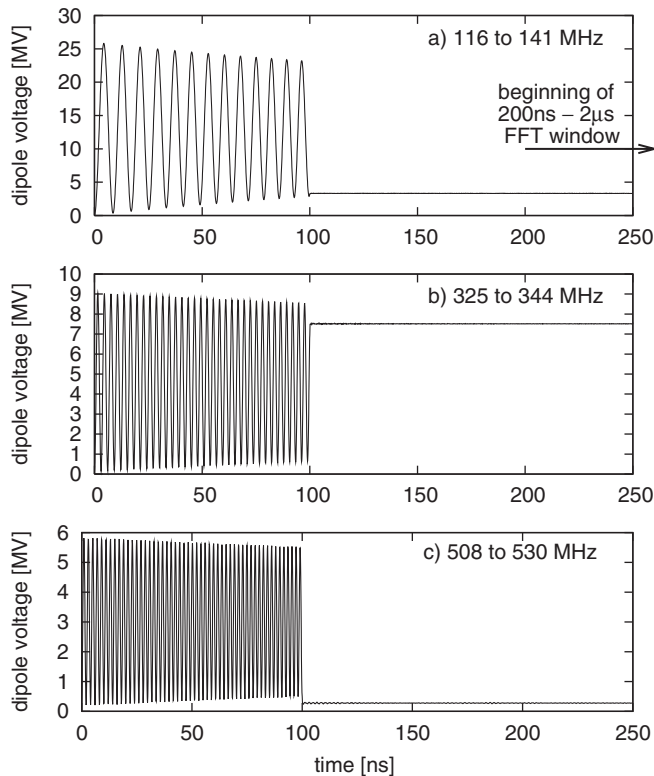 dipole voltage [MV]
30
25
20
15
10
5
0
a) 116 to 141 MHz
beginning of
200ns – 2μs
FFT window
0 50 100 150 200 250
dipole voltage [MV]
10
9
8
7
6
5
4
3
2
1
0
b) 325 to 344 MHz
0 50 100 150 200 250
dipole voltage [MV]
6
5
4
3
2
1
0
c) 508 to 530 MHz
0 50 100 150 200 250
time [ns]